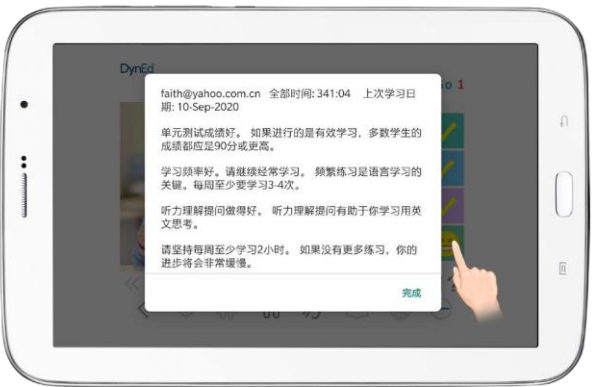 DynEd
io 1
faith@yahoo.com.cn 全部时间: 341:04 上次学习日
期: 10-Sep-2020
单元测试成绩好。 如果进行的是有效学习，多数学生的
成绩都应是90分或更高。
学习频率好。请继续经常学习。 频繁练习是语言学习的
关键。每周至少要学习3-4次。
听力理解提问做得好。 听力理解提问有助于你学习用英
文思考。
请坚持每周至少学习2小时。 如果没有更多练习，你的
进步将会非常缓慢。
完成